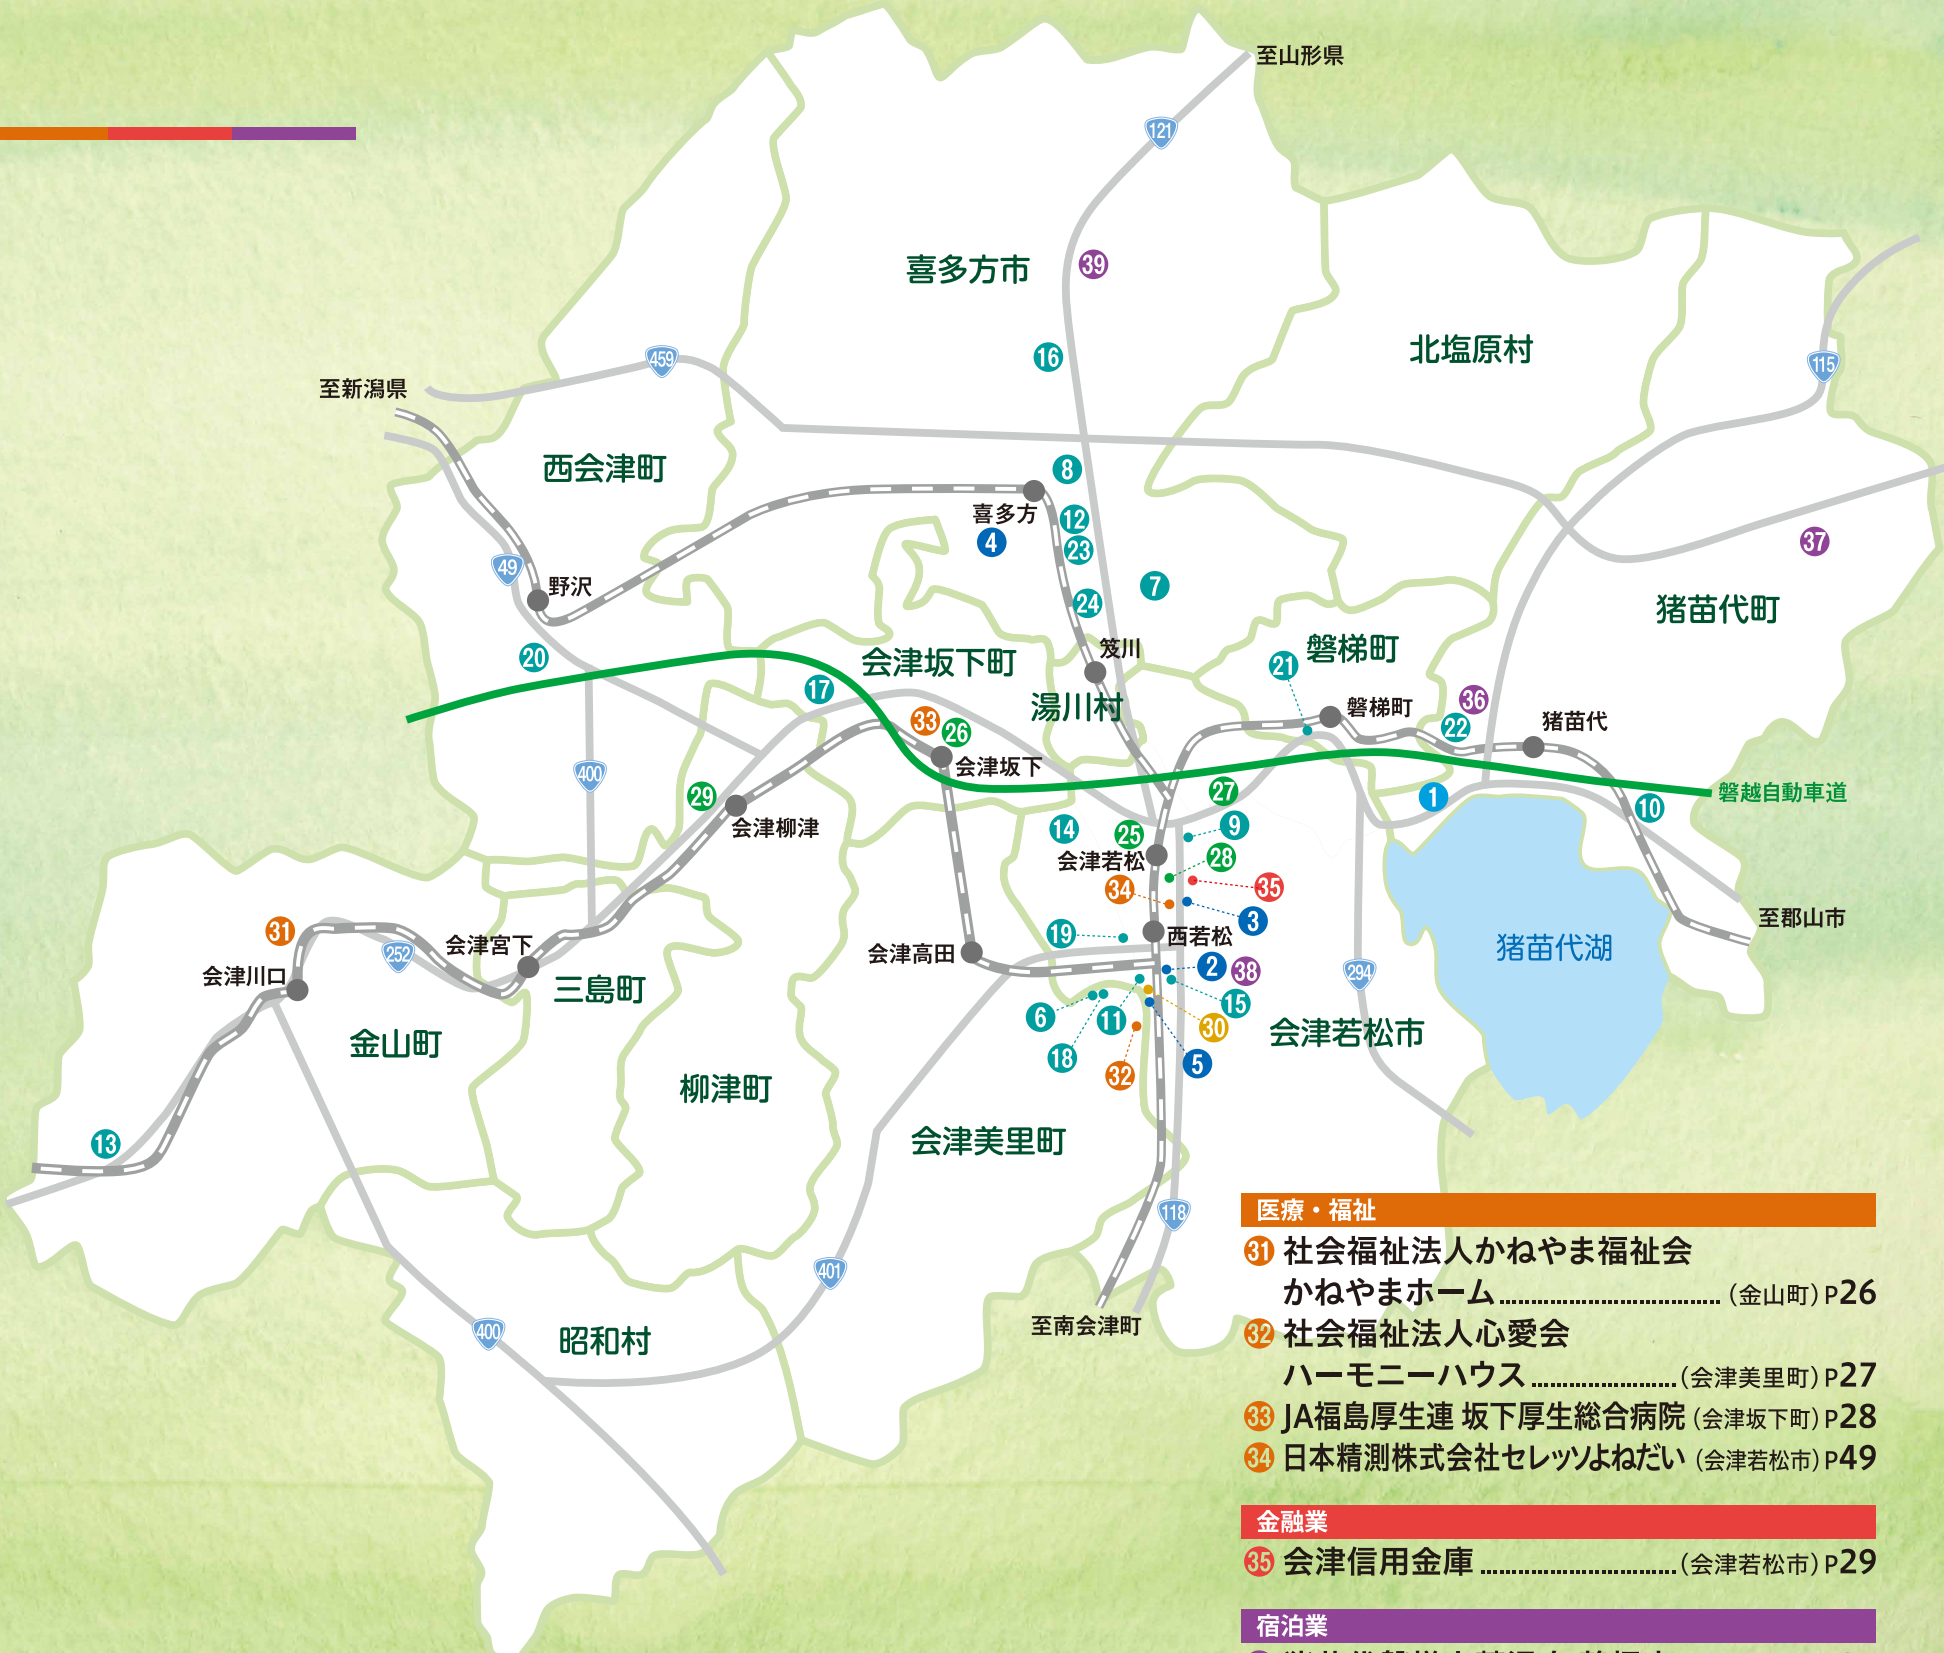 至山形県
121
喜多方市
39
16
北塩原村
115
459
至新潟県
西会津町
8
喜多方
4
12
23
37
49
野沢
7
24
猪苗代町
笈川
磐梯町
20
会津坂下町
21
17
湯川村
36
磐梯町
22
猪苗代
33
26
会津坂下
400
29
27
1
磐越自動車道
10
会津柳津
14
25
9
会津若松
28
34
35
31
3
至郡山市
19
西若松
会津宮下
252
会津高田
猪苗代湖
会津川口
2
38
294
三島町
15
6
11
30
会津若松市
金山町
18
5
32
柳津町
13
会津美里町
118
401
至南会津町
400
昭和村
医療・福祉
31 社会福祉法人かねやま福祉会
かねやまホーム（金山町）P26
32 社会福祉法人心愛会
ハーモニーハウス（会津美里町）P27
33 JA福島厚生連 坂下厚生総合病院（会津坂下町）P28
34 日本精測株式会社セレッソよねだい（会津若松市）P49
金融業
35 会津信用金庫（会津若松市）P29
宿泊業